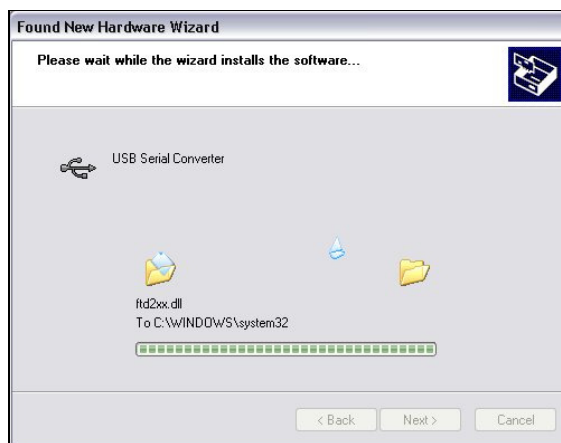 Found New Hardware Wizard
Please wait while the wizard installs the software...
USB Serial Converter
ftd2xx.dll
To C:\WINDOWS\system32
< Back
Next >
Cancel